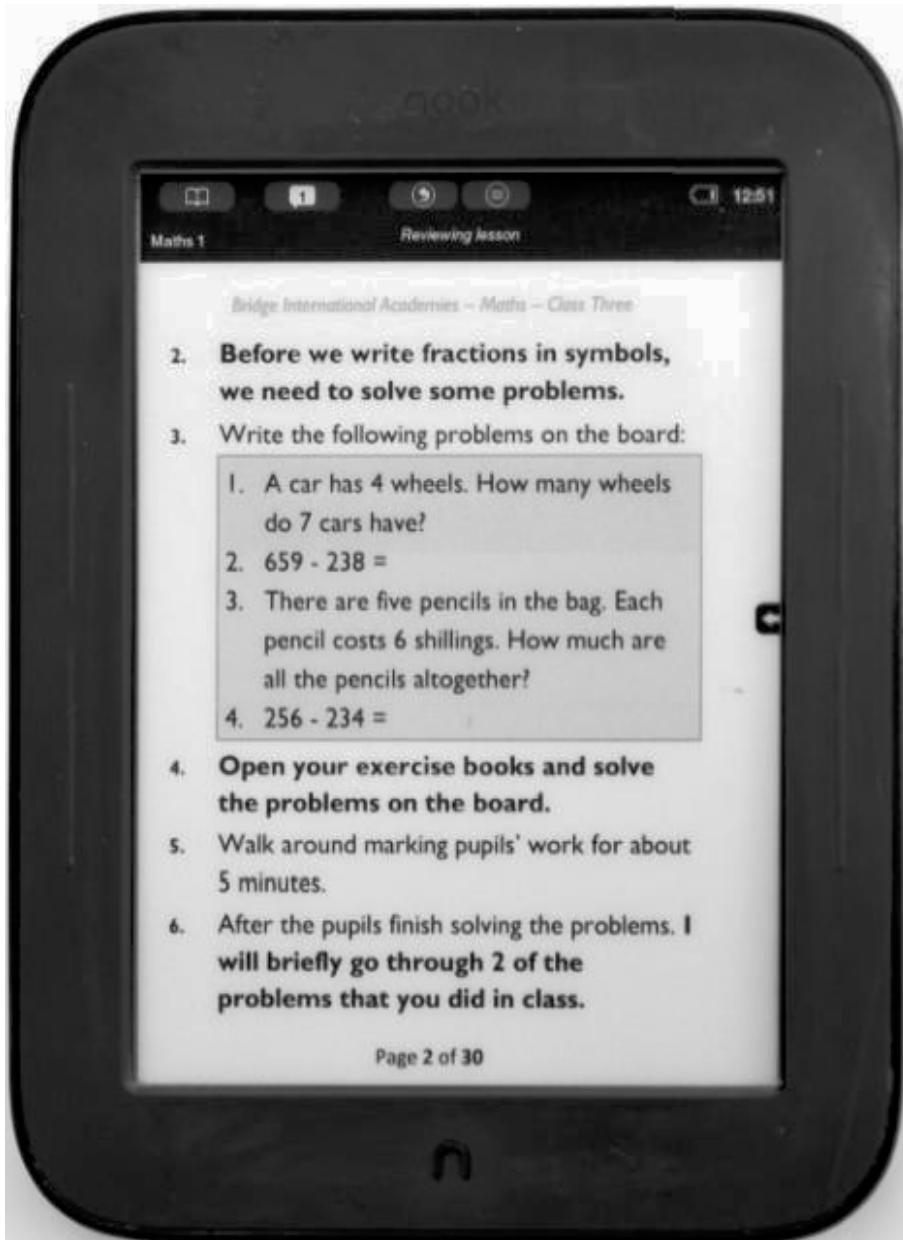 nook
1
12:51
Maths 1
Reviewing lesson
Bridge International Academies – Maths – Class Three
2. Before we write fractions in symbols,
we need to solve some problems.
3. Write the following problems on the board:
1. A car has 4 wheels. How many wheels
do 7 cars have?
2. 659 - 238 =
3. There are five pencils in the bag. Each
pencil costs 6 shillings. How much are
all the pencils altogether?
4. 256 - 234 =
4. Open your exercise books and solve
the problems on the board.
5. Walk around marking pupils' work for about
5 minutes.
6. After the pupils finish solving the problems. I
will briefly go through 2 of the
problems that you did in class.
Page 2 of 30
n